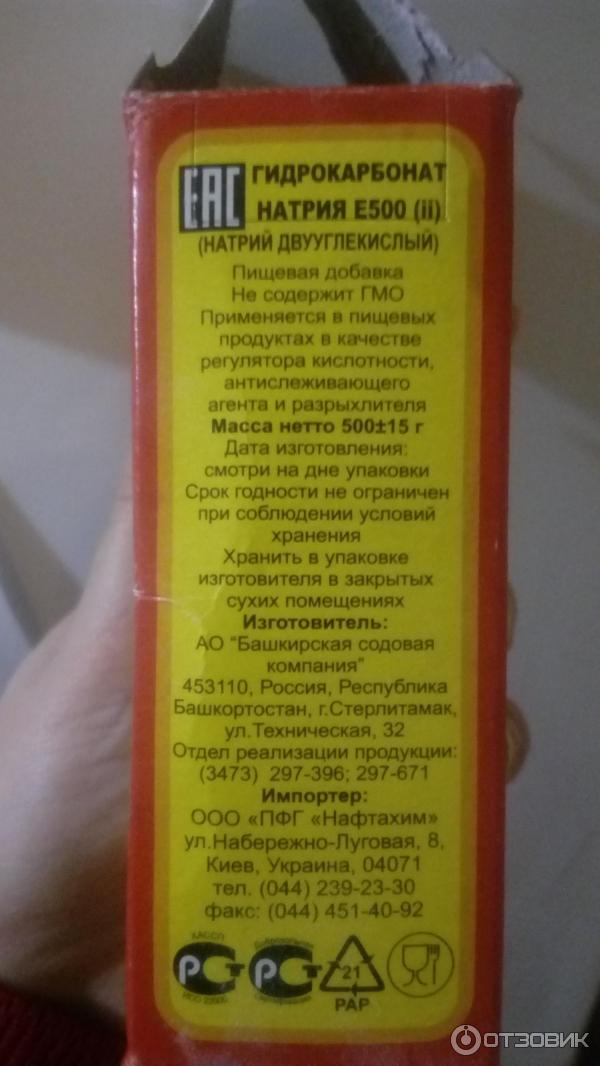 EAC
ГИДРОКАРБОНАТ
НАТРИЯ Е500 (ii)
(НАТРИЙ ДВУУГЛЕКИСЛЫЙ)
Пищевая добавка
Не содержит ГМО
Применяется в пищевых
продуктах в качестве
регулятора кислотности,
антислеживающего
агента и разрыхлителя
Масса нетто 500±15 г
Дата изготовления:
смотри на дне упаковки
Срок годности не ограничен
при соблюдении условий
хранения
Хранить в упаковке
изготовителя в закрытых
сухих помещениях
Изготовитель:
АО "Башкирская содовая
компания"
453110, Россия, Республика
Башкортостан, г.Стерлитамак,
ул.Техническая, 32
Отдел реализации продукции:
(3473) 297-396; 297-671
Импортер:
ООО «ПФГ «Нафтахим»
ул.Набережно-Луговая, 8,
Киев, Украина, 04071
тел. (044) 239-23-30
факс: (044) 451-40-92
ХАССП
ИСО 22000
21
PAP
ОТЗОВИК